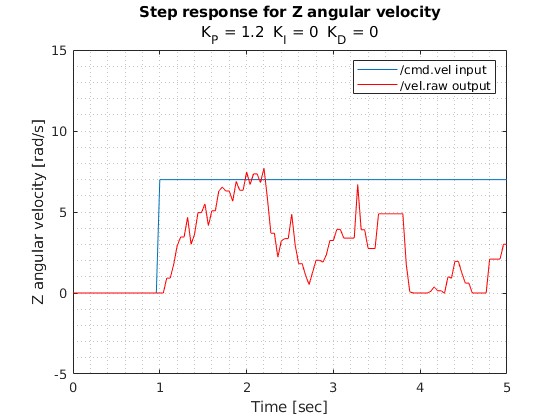 Step response for Z angular velocity
K_P = 1.2 K_I = 0 K_D = 0
15
/cmd.vel input
/vel.raw output
10
Z angular velocity [rad/s]
5
0
-5
0 1 2 3 4 5
Time [sec]